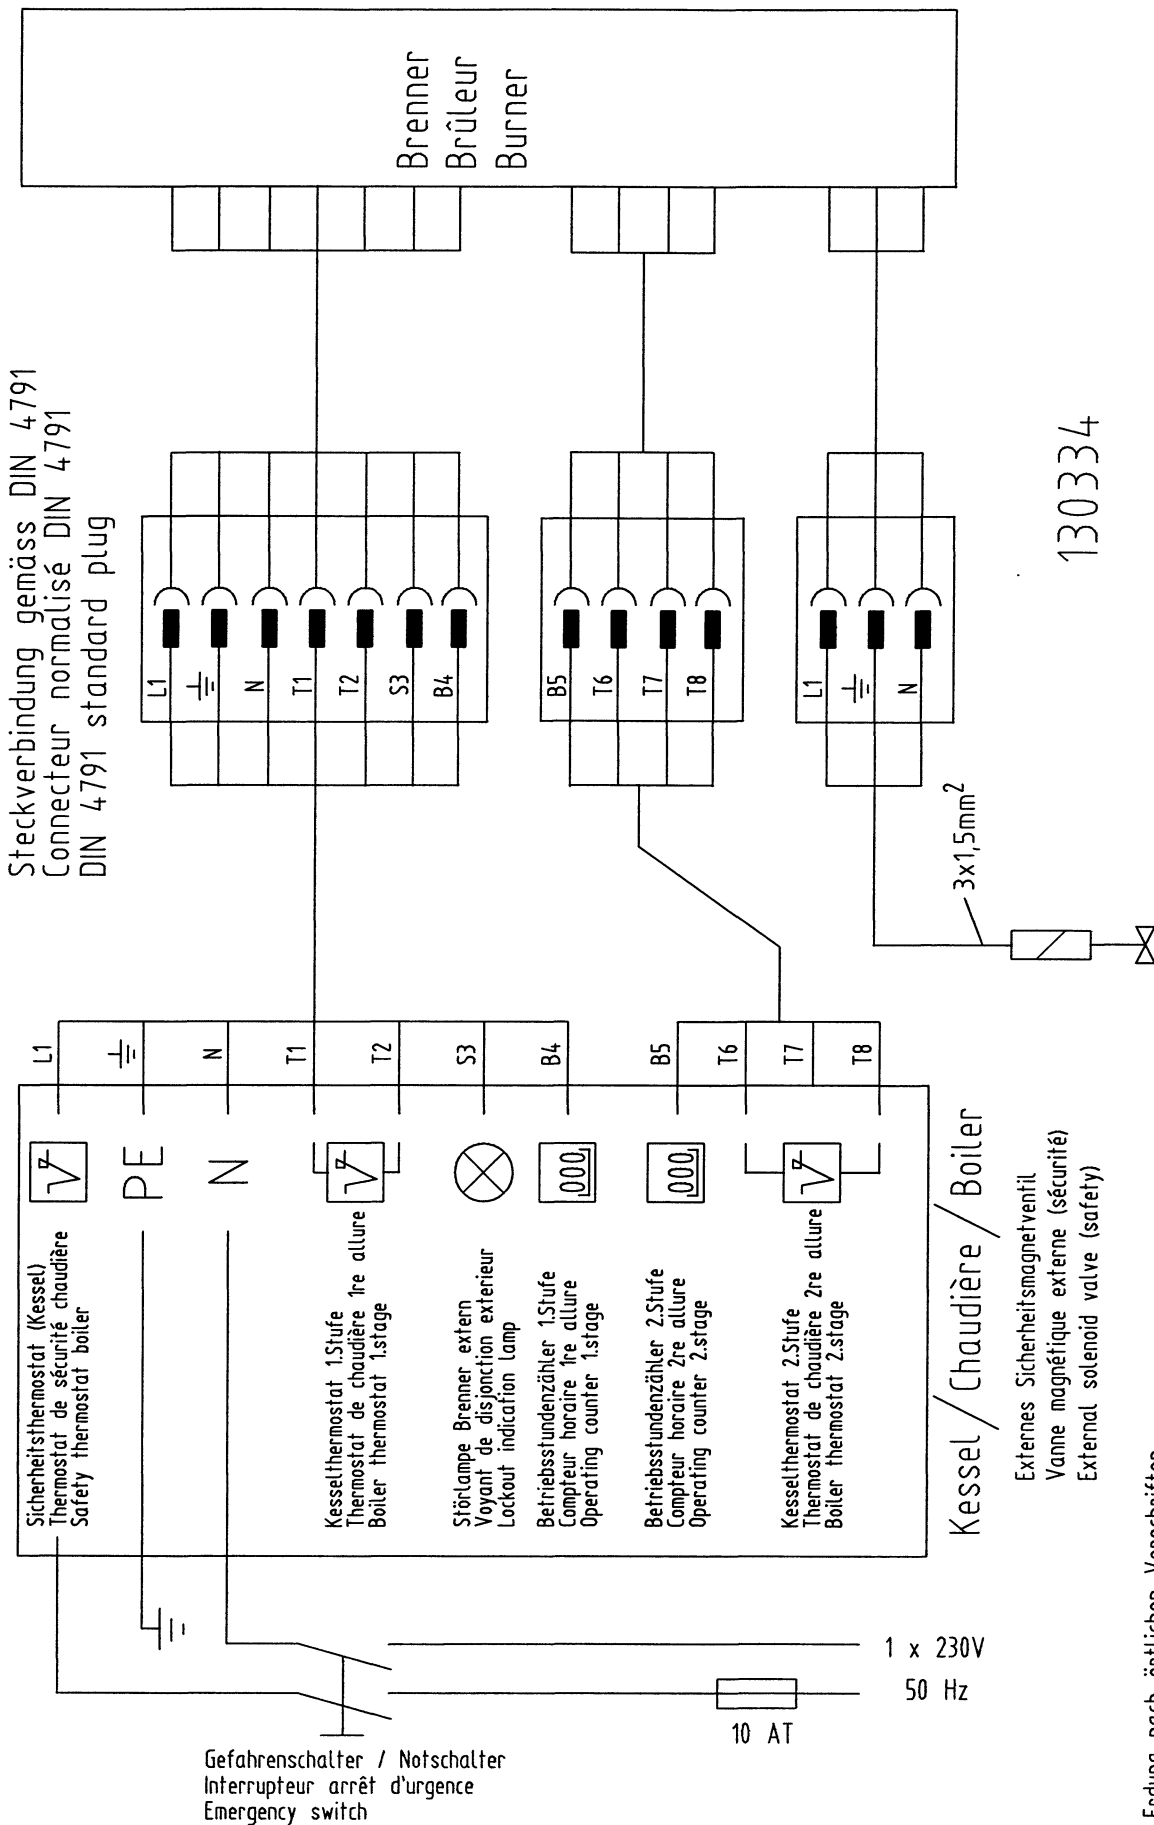 Steckverbindung gemäss DIN 4791
Connecteur normalisé DIN 4791
DIN 4791 standard plug
Brenner
Brûleur
Burner
L1
N
T1
T2
S3
B4
B5
T6
T7
T8
L1
N
130334
3x1,5mm²
L1
N
T1
T2
S3
B4
B5
T6
T7
T8
PE
N
000
000
Sicherheitsthermostat (Kessel)
Thermostat de sécurité chaudière
Safety thermostat boiler
Kesselthermostat 1.Stufe
Thermostat de chaudière 1re allure
Boiler thermostat 1.stage
Störlampe Brenner extern
Voyant de disjonction exterieur
Lockout indication lamp
Betriebsstundenzähler 1.Stufe
Compteur horaire 1re allure
Operating counter 1.stage
Betriebsstundenzähler 2.Stufe
Compteur horaire 2re allure
Operating counter 2.stage
Kesselthermostat 2.Stufe
Thermostat de chaudière 2re allure
Boiler thermostat 2.stage
Kessel / Chaudière / Boiler
Externes Sicherheitsmagnetventil
Vanne magnétique externe (sécurité)
External solenoid valve (safety)
1 x 230V
50 Hz
10 AT
Gefahrenschalter / Notschalter
Interrupteur arrêt d'urgence
Emergency switch
nach örtlichen Vorschriften